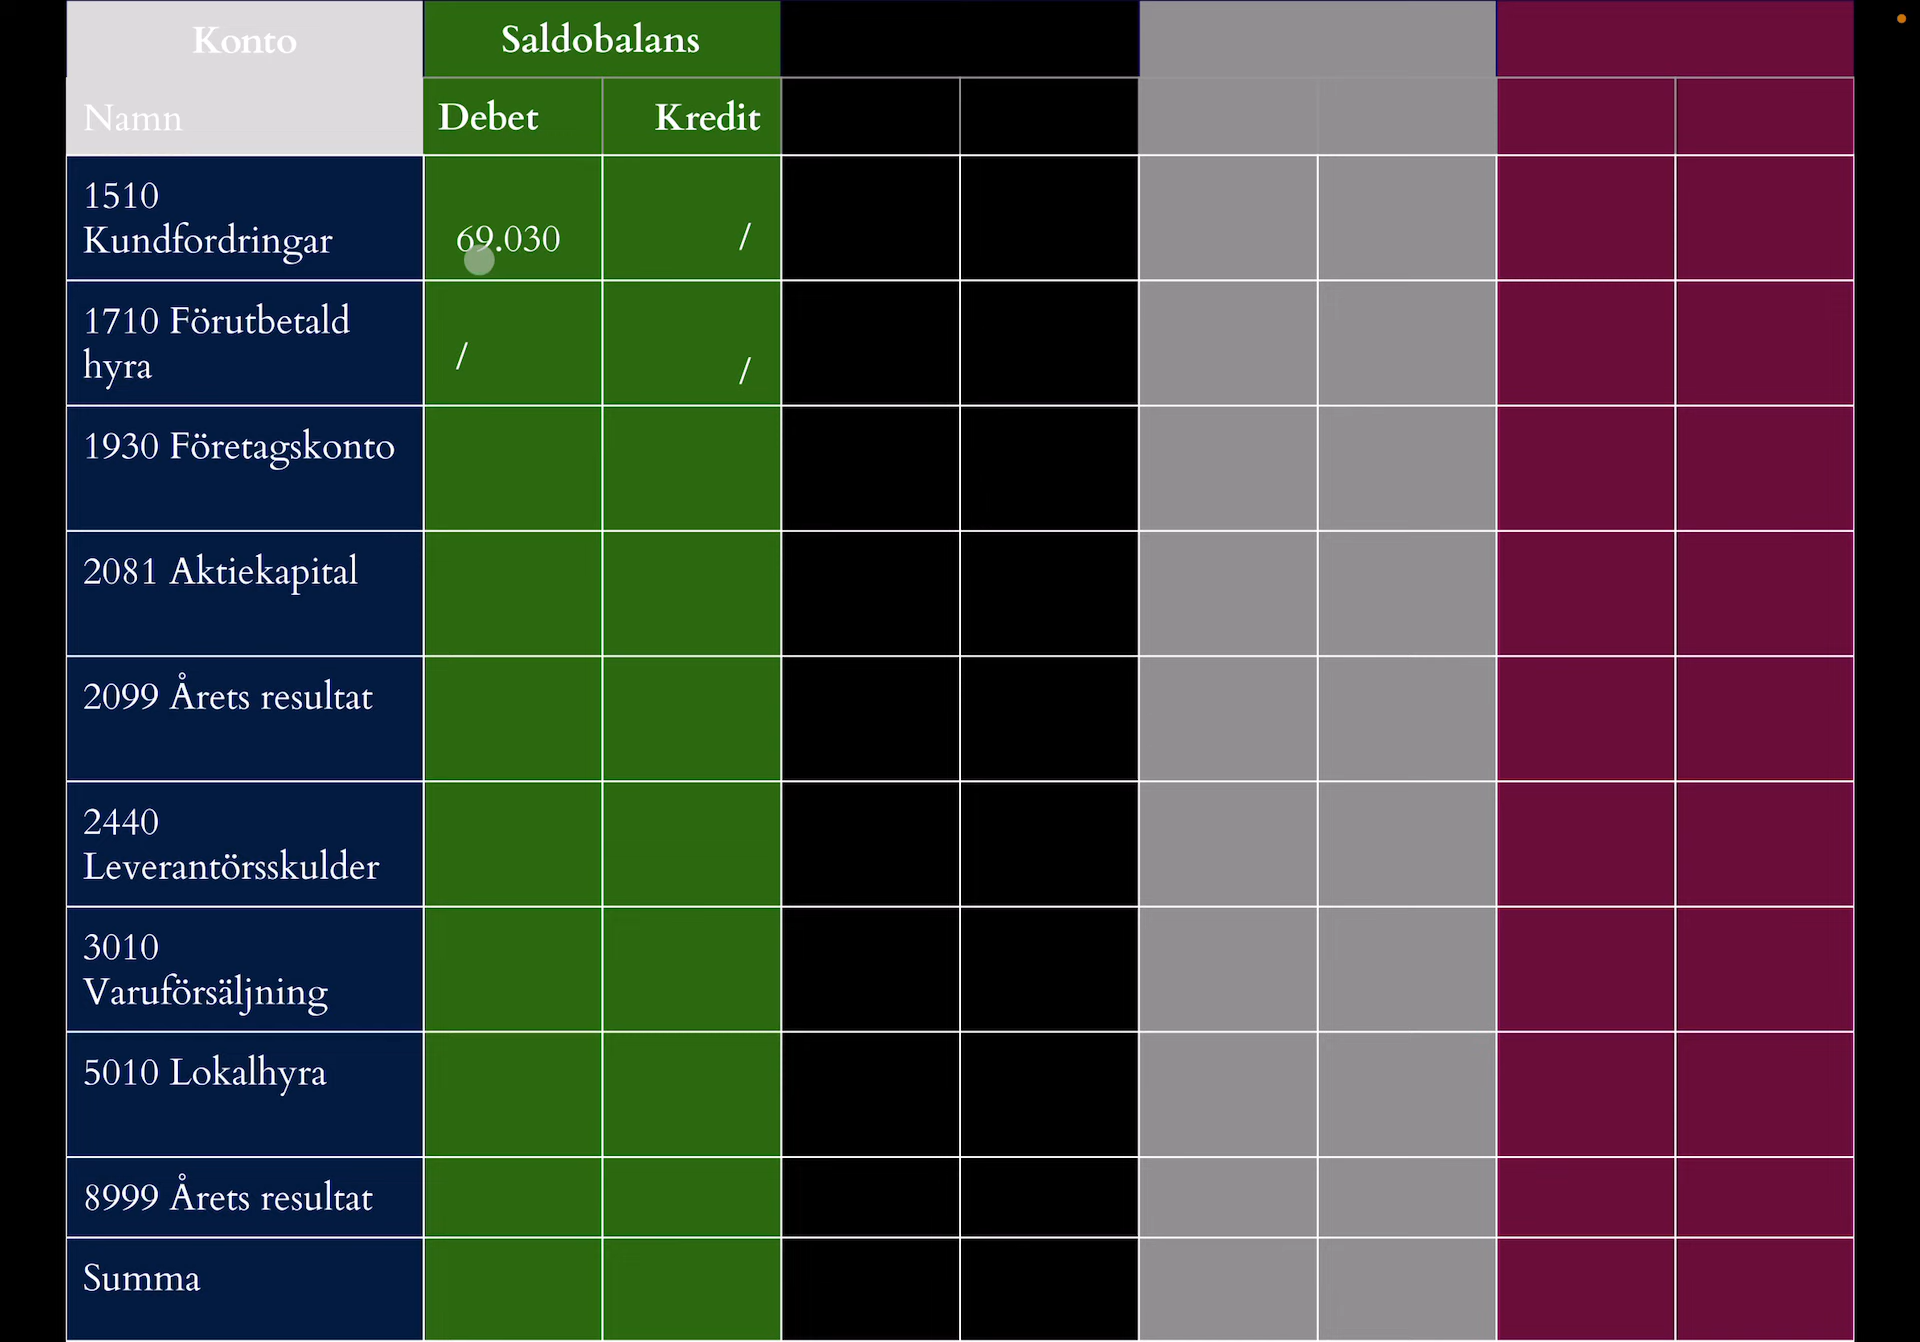 Konto Saldobalans
Namn Debet Kredit
1510
Kundfordringar 69.030 /
1710 Förutbetald
hyra / /
1930 Företagskonto
2081 Aktiekapital
2099 Årets resultat
2440
Leverantörsskulder
3010
Varuförsäljning
5010 Lokalhyra
8999 Årets resultat
Summa